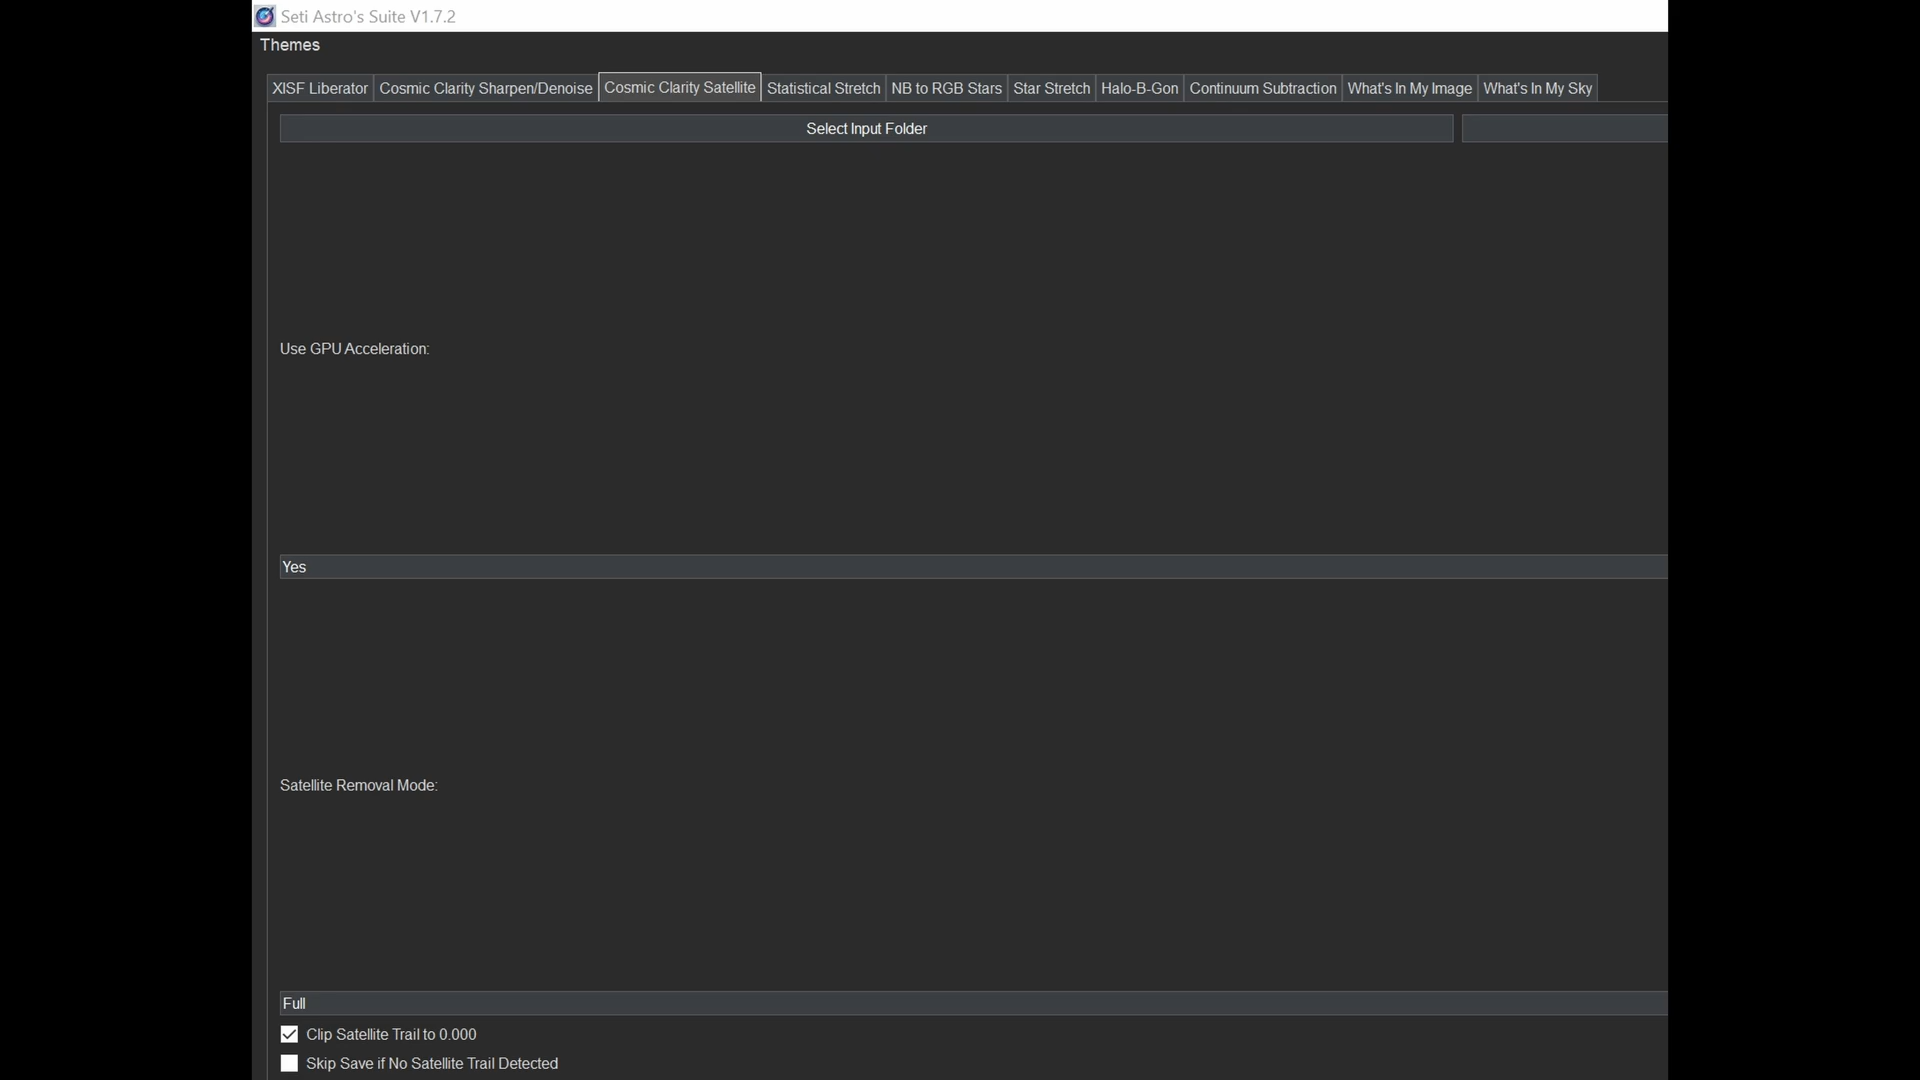 Seti Astro's Suite V1.7.2
Themes
XISF Liberator Cosmic Clarity Sharpen/Denoise Cosmic Clarity Satellite Statistical Stretch NB to RGB Stars Star Stretch Halo-B-Gon Continuum Subtraction What's In My Image What's In My Sky
Select Input Folder
Use GPU Acceleration:
Yes
Satellite Removal Mode:
Full
Clip Satellite Trail to 0.000
Skip Save if No Satellite Trail Detected